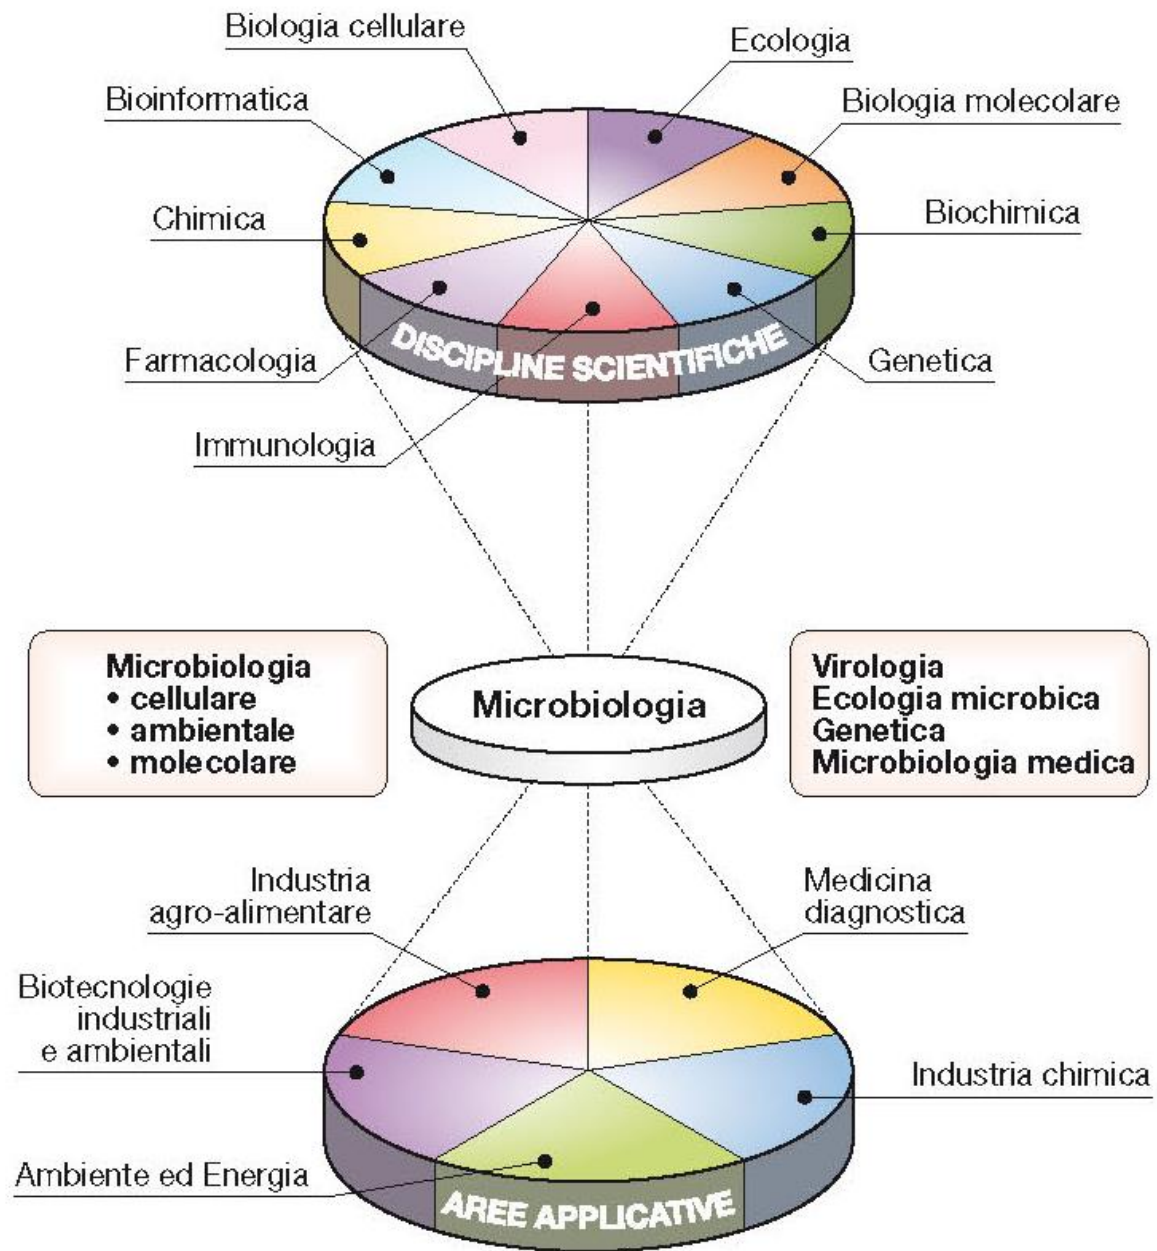 Biologia cellulare
Ecologia
Bioinformatica
Biologia molecolare
Chimica
Biochimica
DISCIPLINE SCIENTIFICHE
Farmacologia
Genetica
Immunologia
Microbiologia
• cellulare
• ambientale
• molecolare
Microbiologia
Virologia
Ecologia microbica
Genetica
Microbiologia medica
Industria
agro-alimentare
Medicina
diagnostica
Biotecnologie
industriali
e ambientali
Industria chimica
Ambiente ed Energia
AREE APPLICATIVE